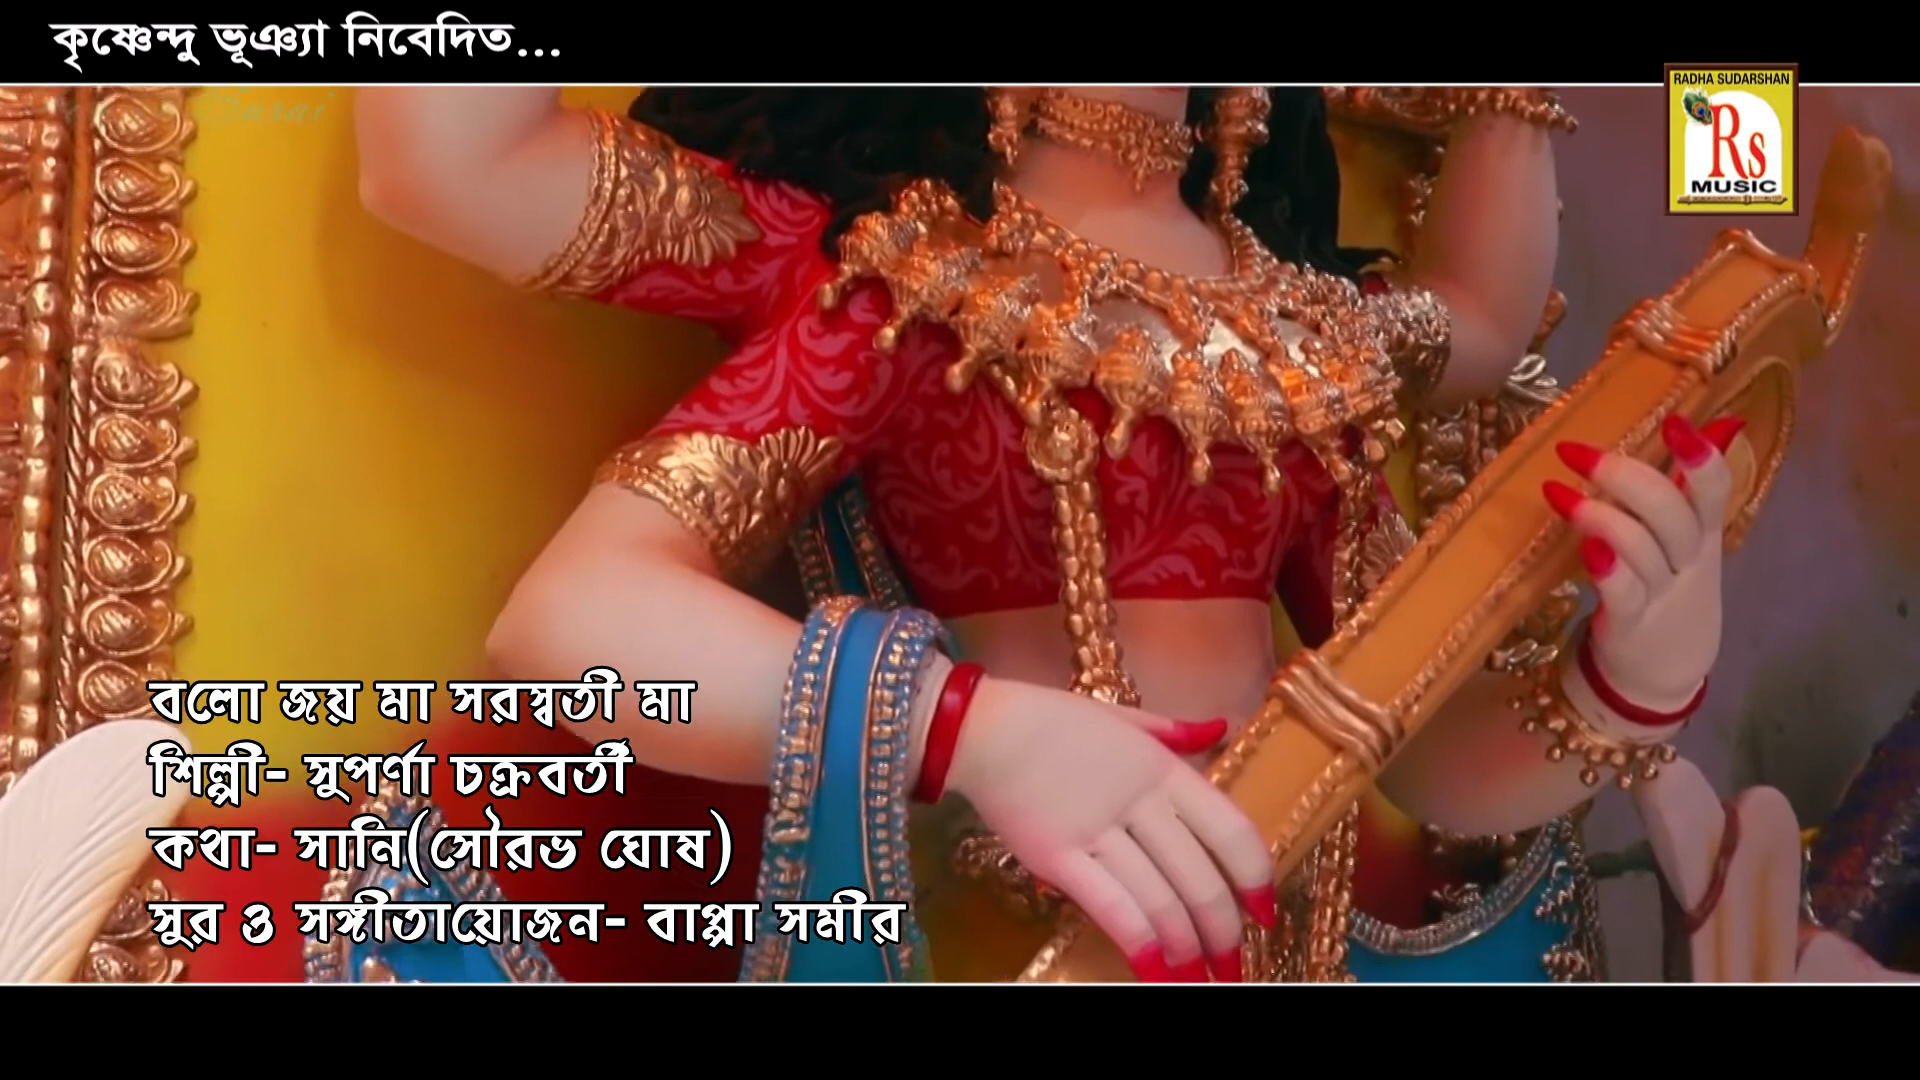 কৃষ্ণেন্দু ভূঞ্যা নিবেদিত...
RADHA SUDARSHAN
Rs
MUSIC
বলো জয় মা সরস্বতী মা
শিল্পী- সুপর্ণা চক্রবর্তী
কথা- সানি(সৌরভ ঘোষ)
সুর ও সঙ্গীতায়োজন- বাপ্পা সমীর